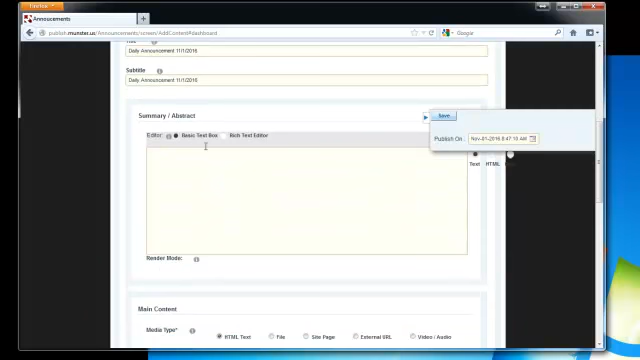 Firefox
Annoucements
publish.munster.us/Announcements/screen/AddContent#dashboard
Google
Title
Daily Announcement 11/1/2016
Subtitle
Daily Announcement 11/1/2016
Summary / Abstract
Save
Editor: Basic Text Box Rich Text Editor
Publish On : Nov-01-2016 8:47:10 AM
Text HTML
Render Mode:
Main Content
Media Type* HTML Text File Site Page External URL Video / Audio